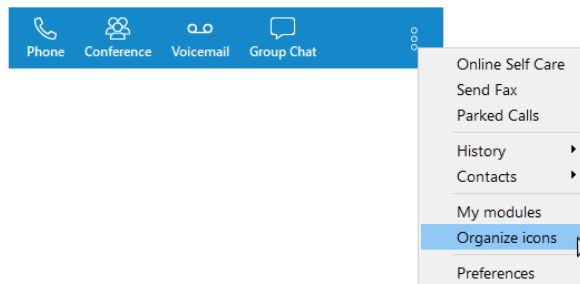 Phone Conference Voicemail Group Chat
Online Self Care
Send Fax
Parked Calls
History
Contacts
My modules
Organize icons
Preferences